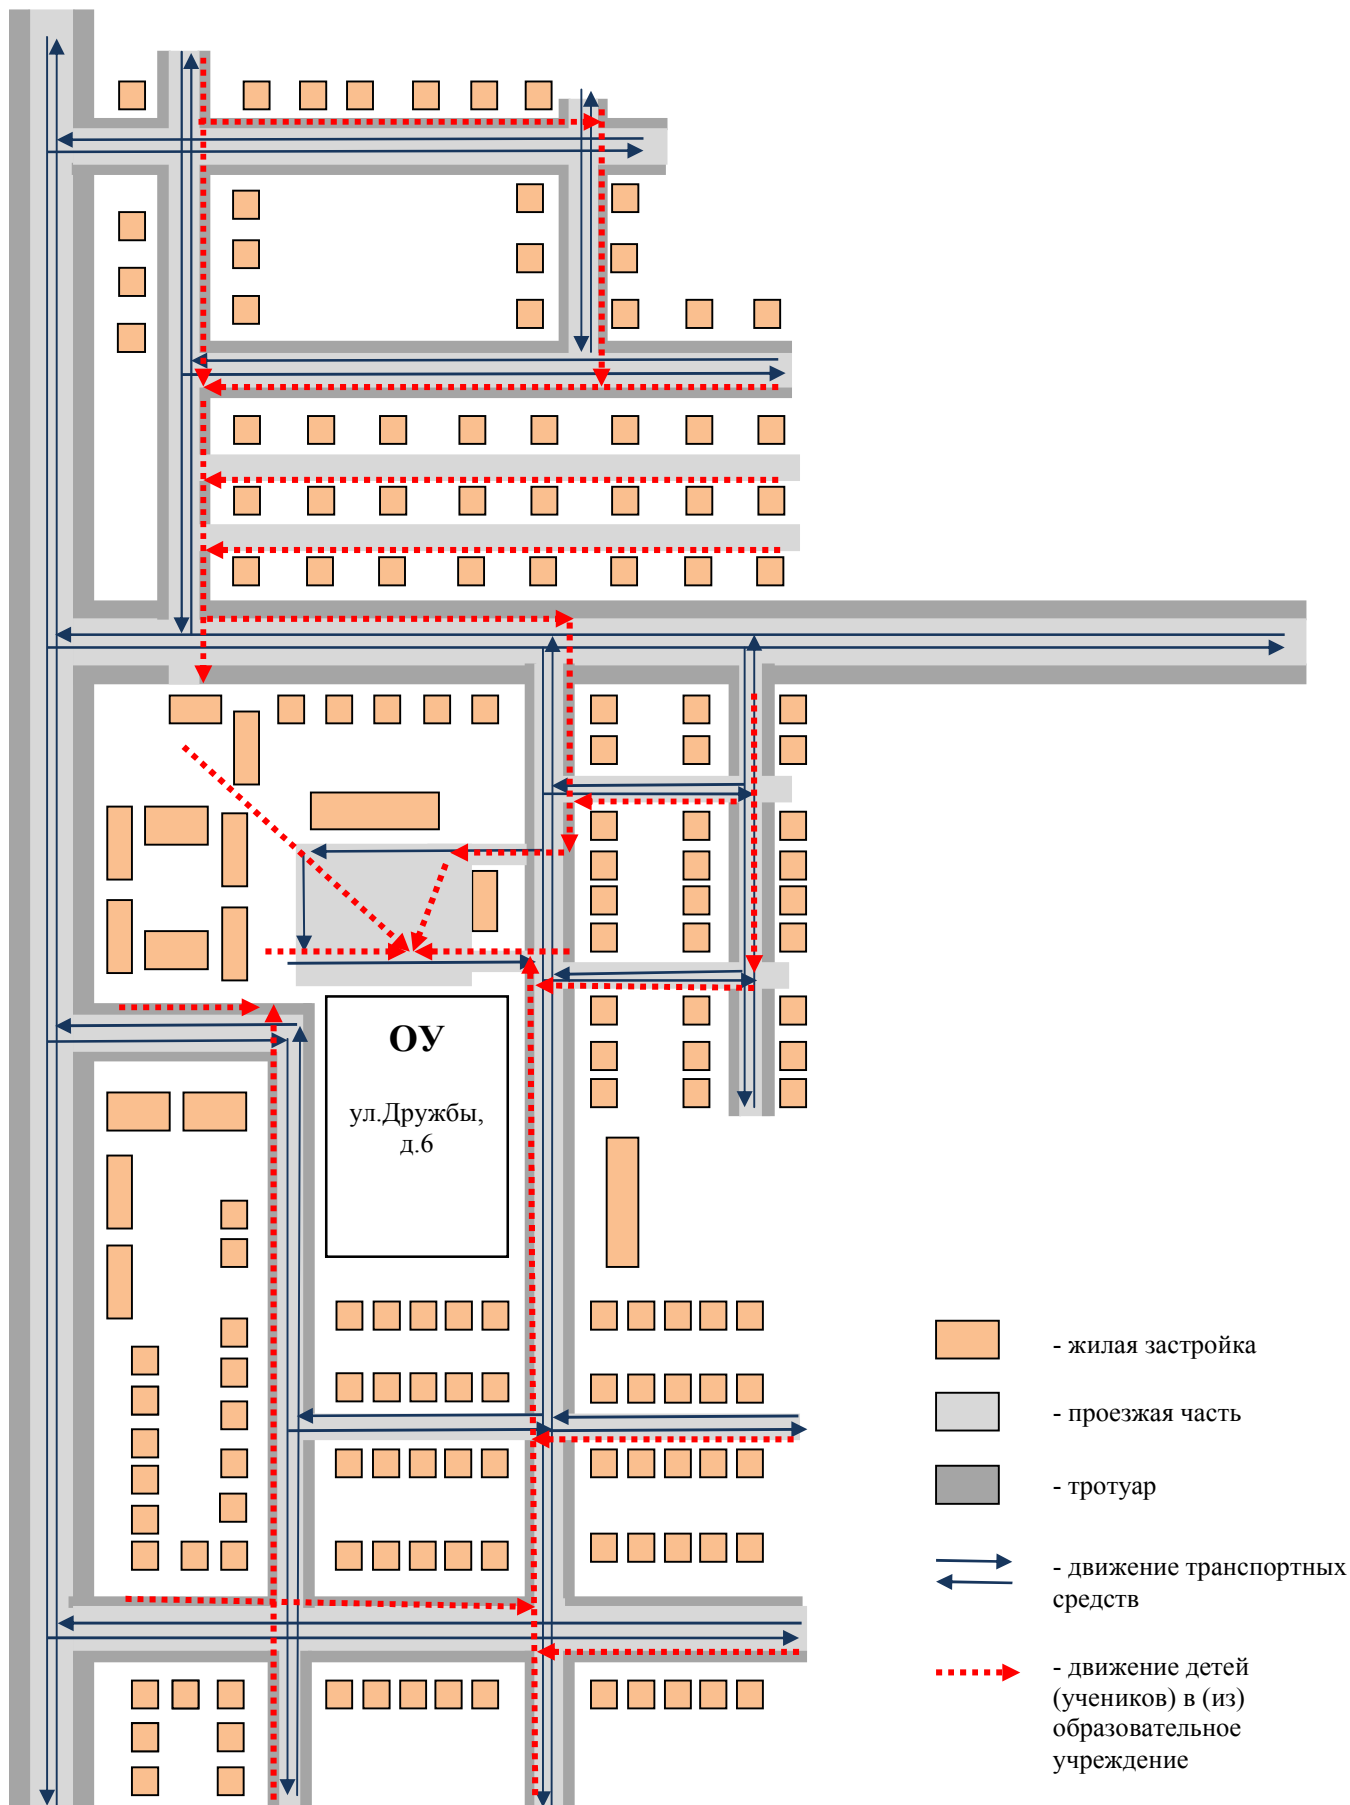 ОУ
ул.Дружбы,
д.6
- жилая застройка
- проезжая часть
- тротуар
- движение транспортных
средств
- движение детей
(учеников) в (из)
образовательное
учреждение